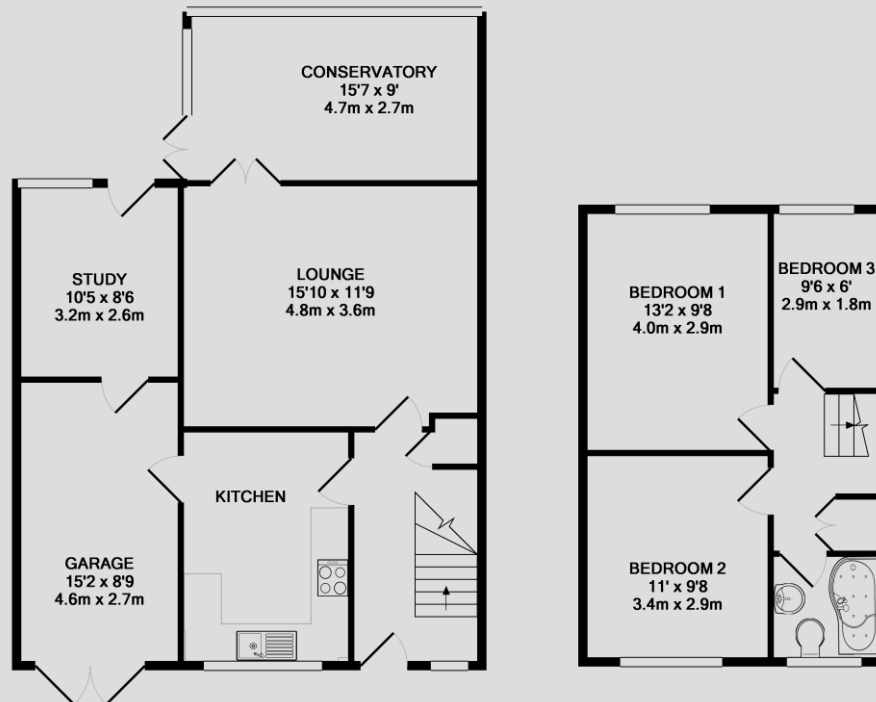 CONSERVATORY
15'7 x 9'
4.7m x 2.7m
STUDY
10'5 x 8'6
3.2m x 2.6m
LOUNGE
15'10 x 11'9
4.8m x 3.6m
KITCHEN
GARAGE
15'2 x 8'9
4.6m x 2.7m
BEDROOM 1
13'2 x 9'8
4.0m x 2.9m
BEDROOM 3
9'6 x 6'
2.9m x 1.8m
BEDROOM 2
11' x 9'8
3.4m x 2.9m